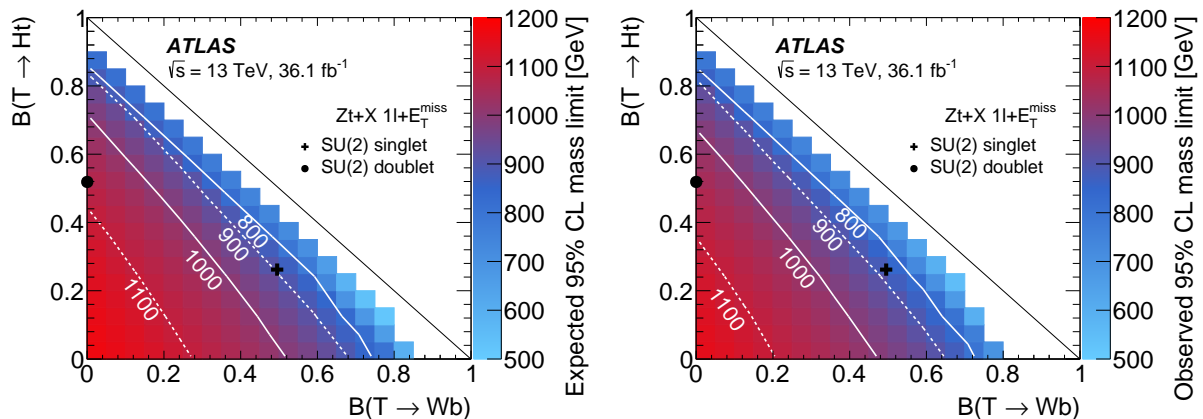 B(T → Ht)
1
0.8
0.6
0.4
0.2
0
0 0.2 0.4 0.6 0.8 1
B(T → Wb)
ATLAS
√s = 13 TeV, 36.1 fb⁻¹
Zt+X 1l+E_T^miss
SU(2) singlet
SU(2) doublet
800
900
1000
1100
1200
1100
1000
900
800
700
600
500
Expected 95% CL mass limit [GeV]
B(T → Ht)
1
0.8
0.6
0.4
0.2
0
0 0.2 0.4 0.6 0.8 1
B(T → Wb)
ATLAS
√s = 13 TeV, 36.1 fb⁻¹
Zt+X 1l+E_T^miss
SU(2) singlet
SU(2) doublet
800
900
1000
1100
1200
1100
1000
900
800
700
600
500
Observed 95% CL mass limit [GeV]